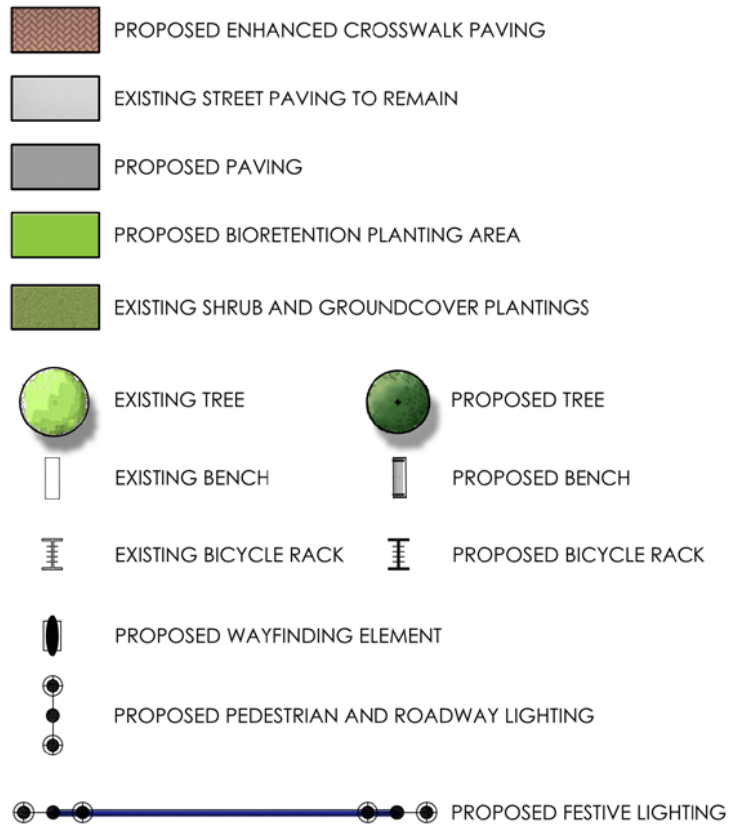 PROPOSED ENHANCED CROSSWALK PAVING
EXISTING STREET PAVING TO REMAIN
PROPOSED PAVING
PROPOSED BIORETENTION PLANTING AREA
EXISTING SHRUB AND GROUNDCOVER PLANTINGS
EXISTING TREE
PROPOSED TREE
EXISTING BENCH
PROPOSED BENCH
EXISTING BICYCLE RACK
PROPOSED BICYCLE RACK
PROPOSED WAYFINDING ELEMENT
PROPOSED PEDESTRIAN AND ROADWAY LIGHTING
PROPOSED FESTIVE LIGHTING